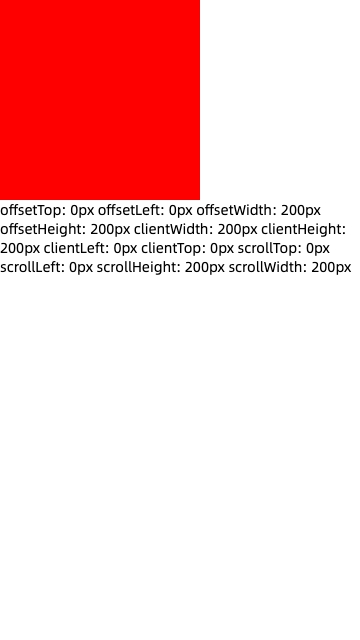 offsetTop: 0px offsetLeft: 0px offsetWidth: 200px
offsetHeight: 200px clientWidth: 200px clientHeight:
200px clientLeft: 0px clientTop: 0px scrollTop: 0px
scrollLeft: 0px scrollHeight: 200px scrollWidth: 200px